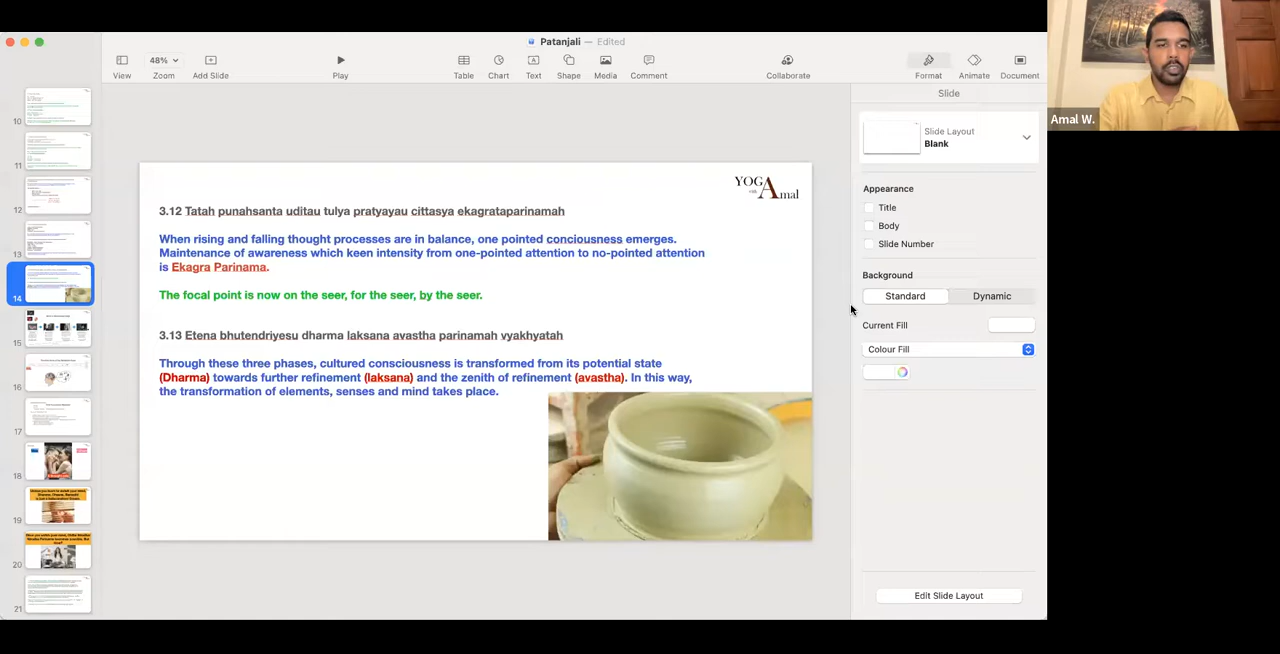 Patanjali — Edited
View
48%
Zoom
Add Slide
Play
Table
Chart
Text
Shape
Media
Comment
Collaborate
Format
Animate
Document
10
11
12
13
14
15
16
17
18
19
20
21
YOGA
with Amal
3.12 Tatah punahsanta uditau tulya pratyayau cittasya ekagrataparinamah
When rising and falling thought processes are in balance, one pointed conciousness emerges.
Maintenance of awareness which keen intensity from one-pointed attention to no-pointed attention
is Ekagra Parinama.
The focal point is now on the seer, for the seer, by the seer.
3.13 Etena bhutendriyesu dharma laksana avastha parinamah vyakhyatah
Through these three phases, cultured consciousness is transformed from its potential state
(Dharma) towards further refinement (laksana) and the zenith of refinement (avastha). In this way,
the transformation of elements, senses and mind takes place.
Slide
Slide Layout
Blank
Appearance
Title
Body
Slide Number
Background
Standard
Dynamic
Current Fill
Colour Fill
Edit Slide Layout
Amal W.